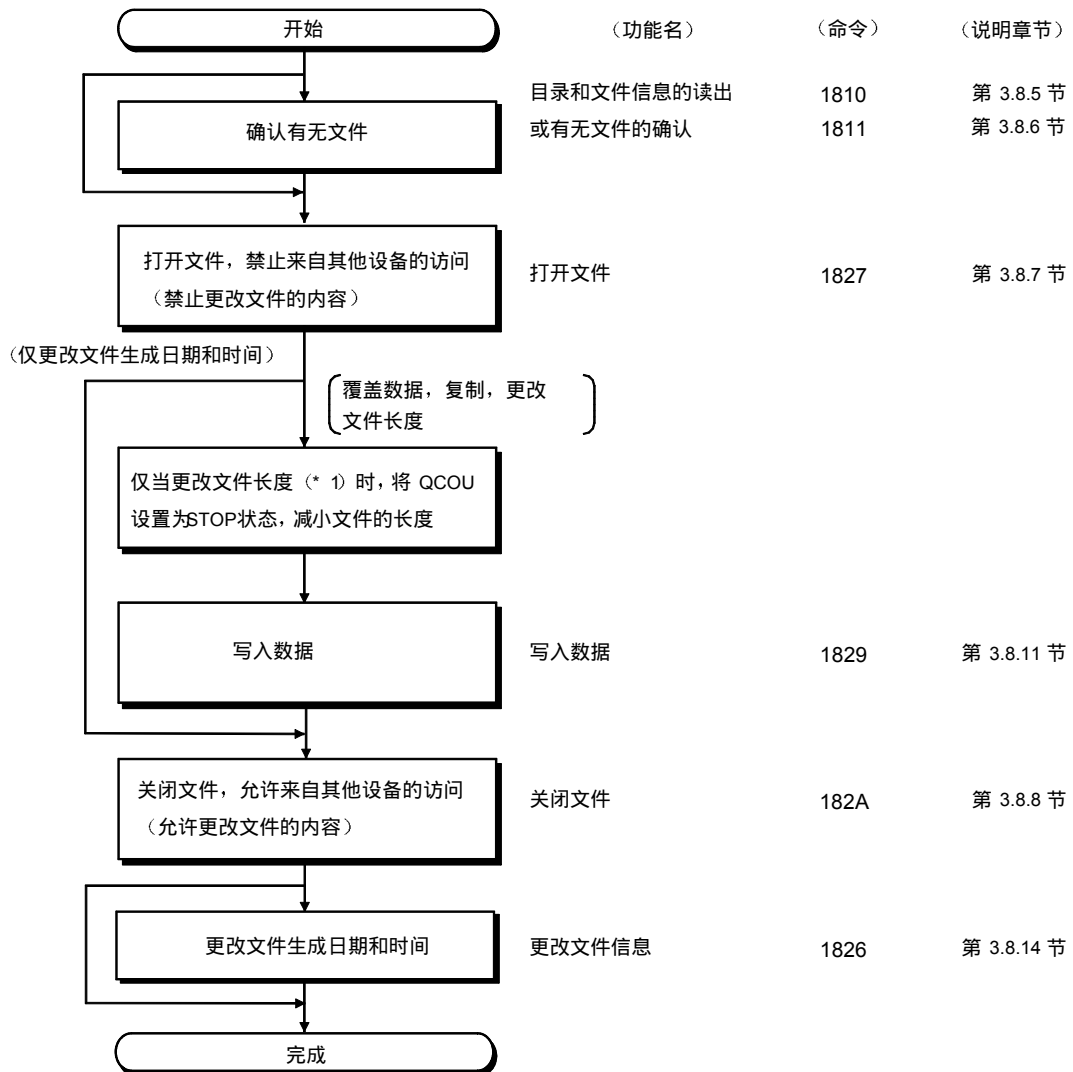 开始 （功能名） （命令） （说明章节）
目录和文件信息的读出 1810 第 3.8.5 节
确认有无文件 或有无文件的确认 1811 第 3.8.6 节
打开文件，禁止来自其他设备的访问
（禁止更改文件的内容）
打开文件 1827 第 3.8.7 节
（仅更改文件生成日期和时间）
覆盖数据，复制，更改
文件长度
仅当更改文件长度（* 1）时，将 QCOU
设置为STOP状态，减小文件的长度
写入数据 写入数据 1829 第 3.8.11 节
关闭文件，允许来自其他设备的访问
（允许更改文件的内容）
关闭文件 182A 第 3.8.8 节
更改文件生成日期和时间 更改文件信息 1826 第 3.8.14 节
完成